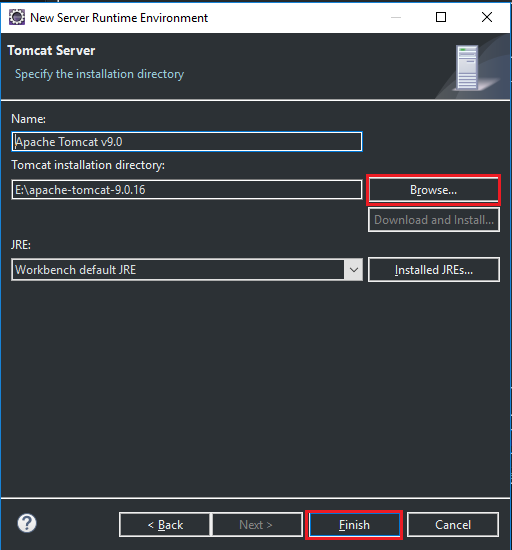 New Server Runtime Environment
Tomcat Server
Specify the installation directory
Name:
Apache Tomcat v9.0
Tomcat installation directory:
E:\apache-tomcat-9.0.16
Browse...
Download and Install...
JRE:
Workbench default JRE
Installed JREs...
?
< Back
Next >
Finish
Cancel